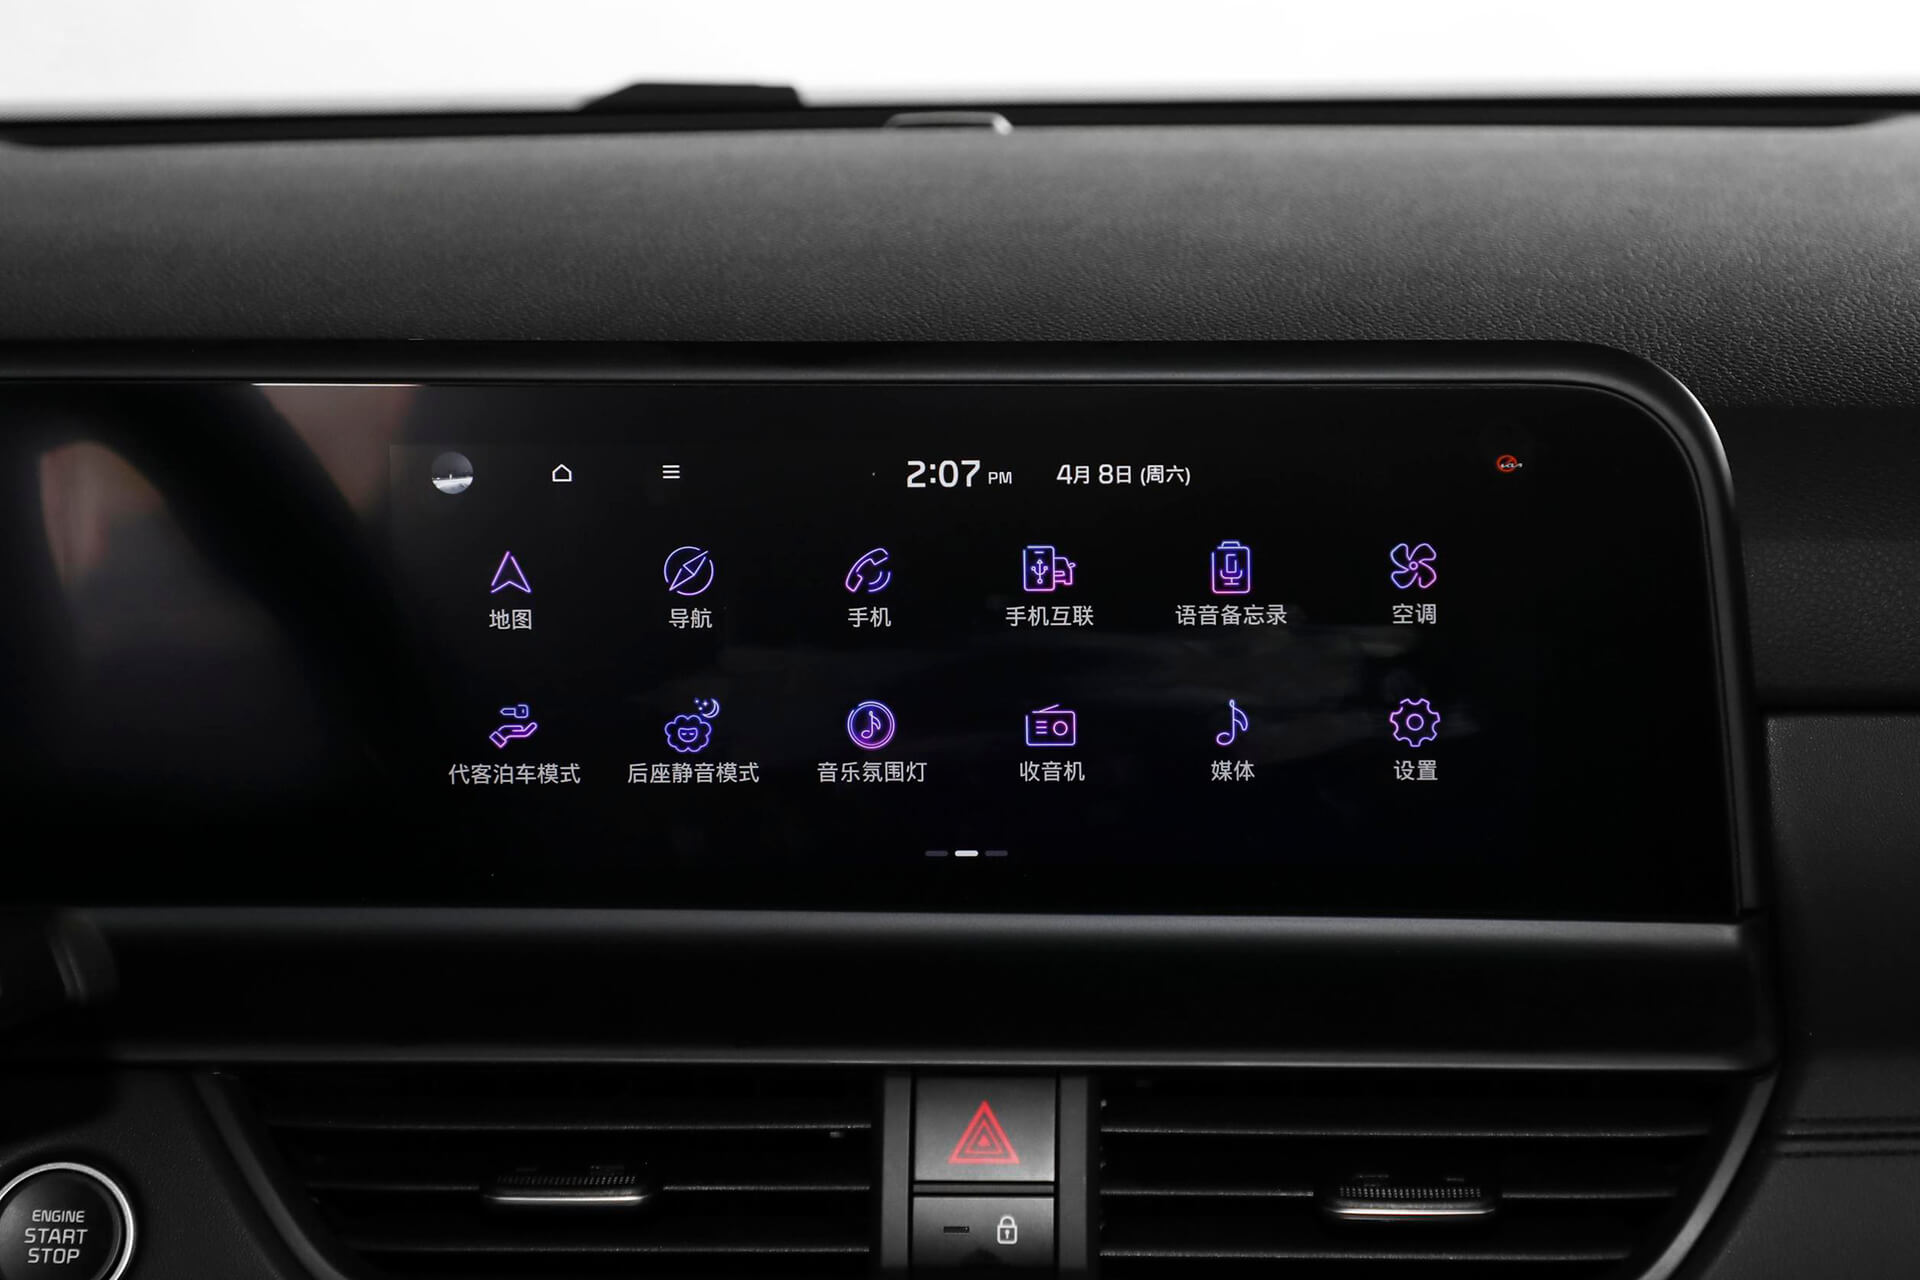 2:07 PM 4月 8日 (周六)
KIA
地图 导航 手机 手机互联 语音备忘录 空调
代客泊车模式 后座静音模式 音乐氛围灯 收音机 媒体 设置
ENGINE
START
STOP